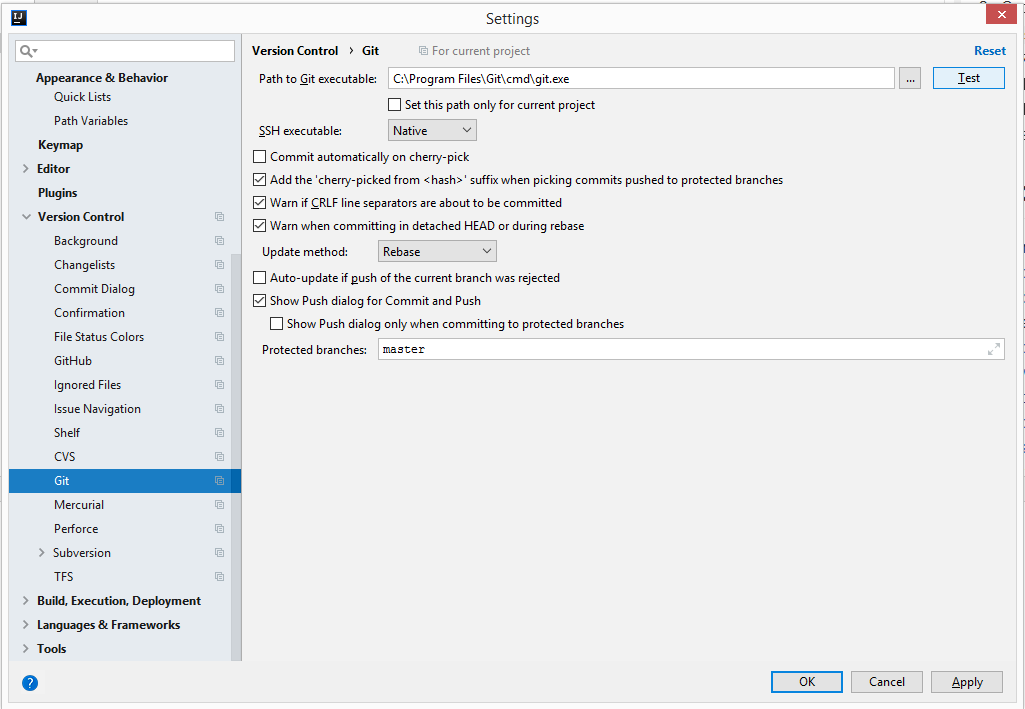 IJ
Settings
Appearance & Behavior
Quick Lists
Path Variables
Keymap
Editor
Plugins
Version Control
Background
Changelists
Commit Dialog
Confirmation
File Status Colors
GitHub
Ignored Files
Issue Navigation
Shelf
CVS
Git
Mercurial
Perforce
Subversion
TFS
Build, Execution, Deployment
Languages & Frameworks
Tools
Version Control › Git For current project Reset
Path to Git executable: C:\Program Files\Git\cmd\git.exe ... Test
Set this path only for current project
SSH executable: Native
Commit automatically on cherry-pick
Add the 'cherry-picked from <hash>' suffix when picking commits pushed to protected branches
Warn if CRLF line separators are about to be committed
Warn when committing in detached HEAD or during rebase
Update method: Rebase
Auto-update if push of the current branch was rejected
Show Push dialog for Commit and Push
Show Push dialog only when committing to protected branches
Protected branches: master
? OK Cancel Apply